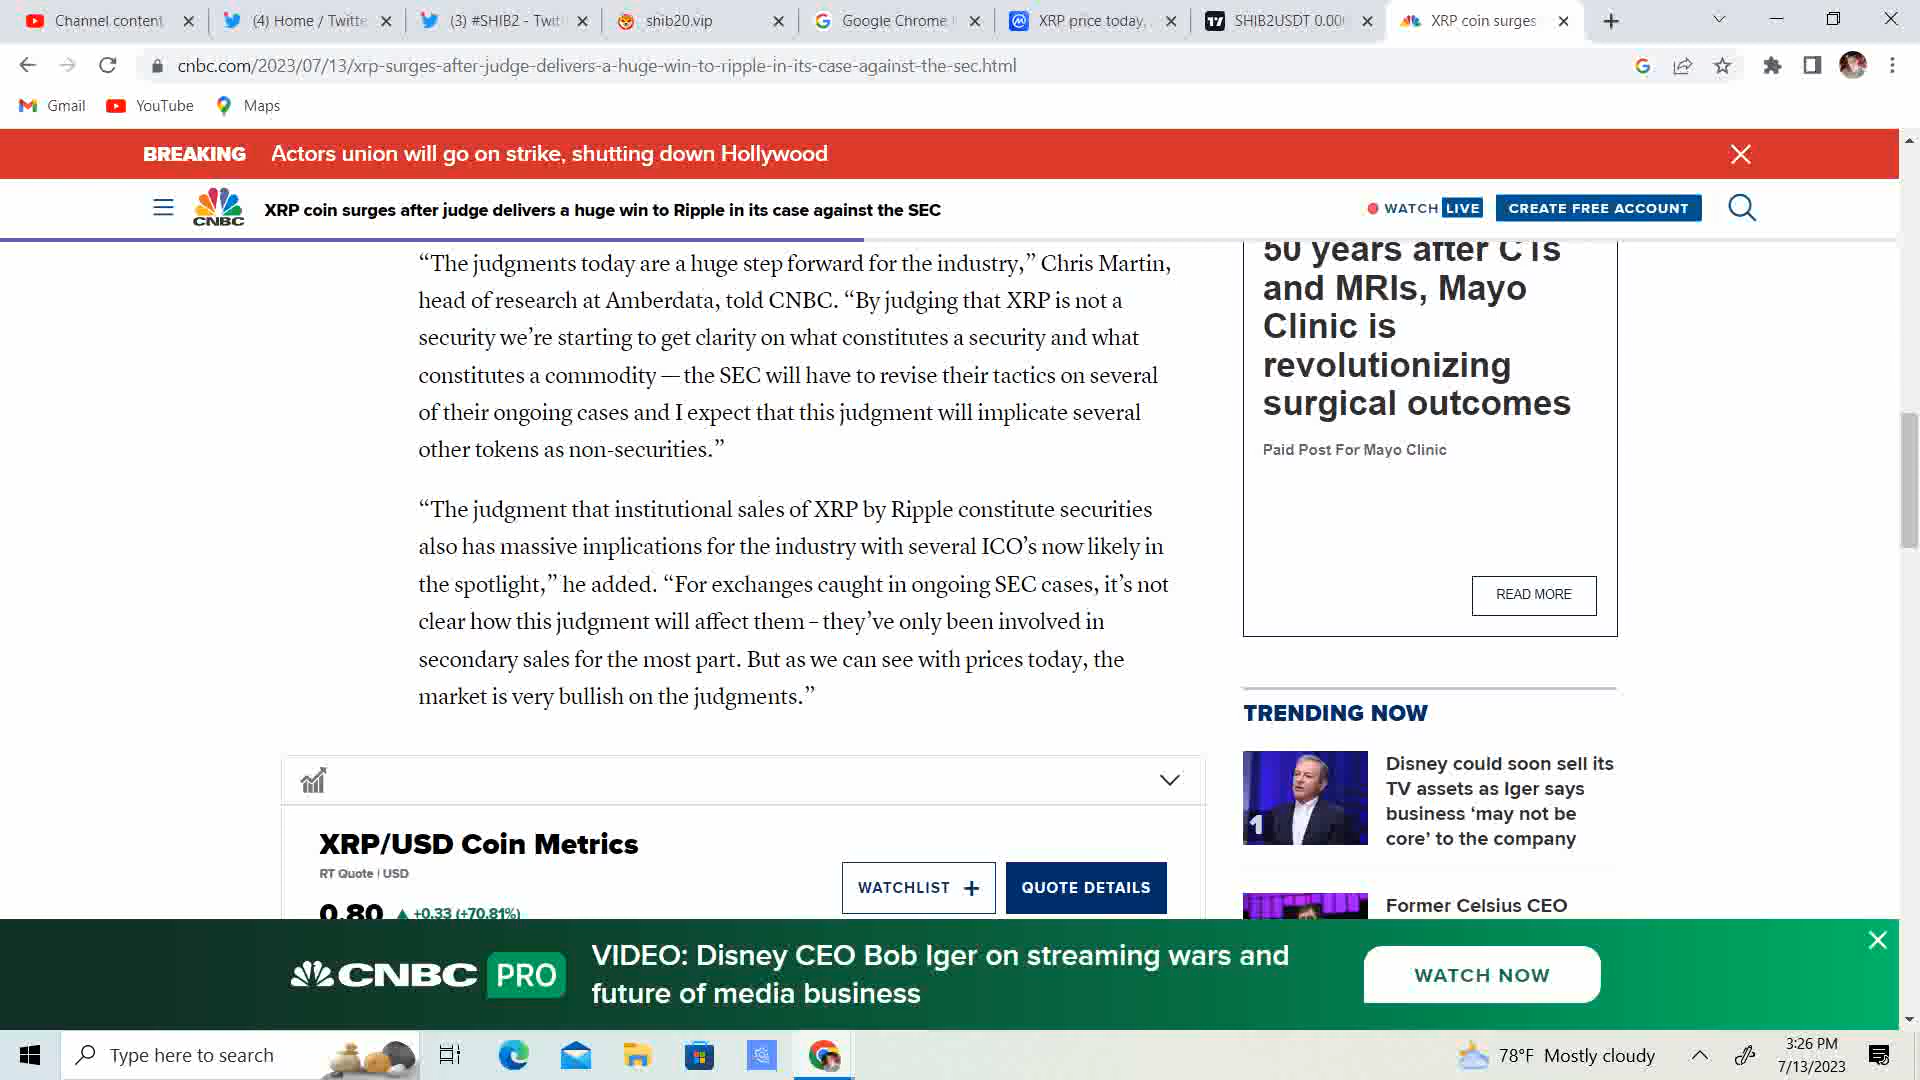 Channel content
(4) Home / Twitte
(3) #SHIB2 - Twit
shib20.vip
Google Chrome
XRP price today,
SHIB2USDT 0.00
XRP coin surges
cnbc.com/2023/07/13/xrp-surges-after-judge-delivers-a-huge-win-to-ripple-in-its-case-against-the-sec.html
Gmail
YouTube
Maps
BREAKING Actors union will go on strike, shutting down Hollywood
CNBC
XRP coin surges after judge delivers a huge win to Ripple in its case against the SEC
WATCH LIVE
CREATE FREE ACCOUNT
“The judgments today are a huge step forward for the industry,” Chris Martin,
head of research at Amberdata, told CNBC. “By judging that XRP is not a
security we’re starting to get clarity on what constitutes a security and what
constitutes a commodity — the SEC will have to revise their tactics on several
of their ongoing cases and I expect that this judgment will implicate several
other tokens as non-securities.”
“The judgment that institutional sales of XRP by Ripple constitute securities
also has massive implications for the industry with several ICO’s now likely in
the spotlight,” he added. “For exchanges caught in ongoing SEC cases, it’s not
clear how this judgment will affect them – they’ve only been involved in
secondary sales for the most part. But as we can see with prices today, the
market is very bullish on the judgments.”
XRP/USD Coin Metrics
RT Quote | USD
0.80 +0.33 (+70.81%)
WATCHLIST +
QUOTE DETAILS
50 years after CTs
and MRIs, Mayo
Clinic is
revolutionizing
surgical outcomes
Paid Post For Mayo Clinic
READ MORE
TRENDING NOW
1
Disney could soon sell its
TV assets as Iger says
business ‘may not be
core’ to the company
Former Celsius CEO
CNBC PRO
VIDEO: Disney CEO Bob Iger on streaming wars and
future of media business
WATCH NOW
Type here to search
78°F Mostly cloudy
3:26 PM
7/13/2023